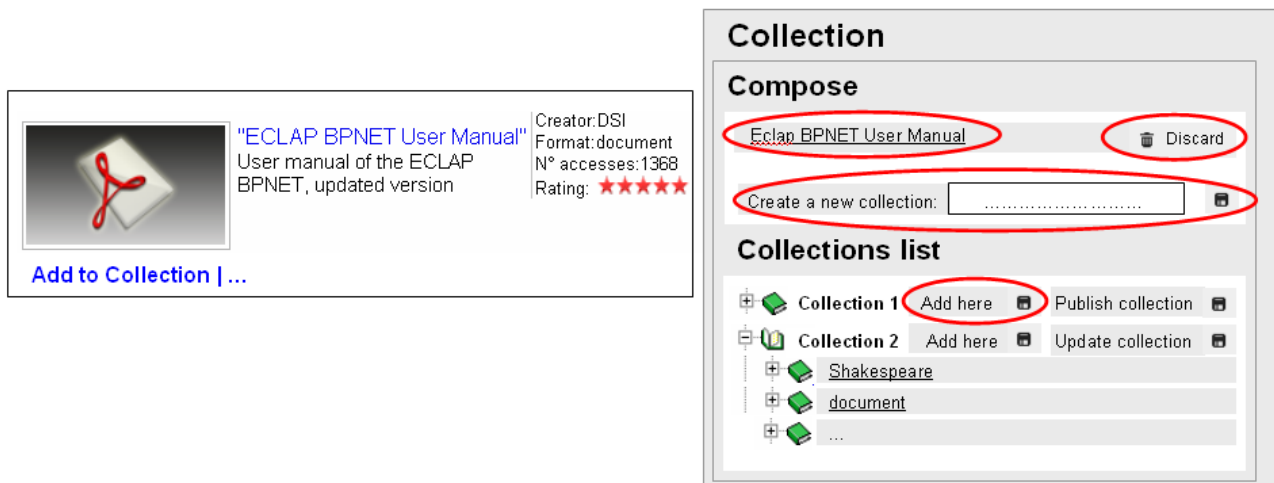 "ECLAP BPNET User Manual"
User manual of the ECLAP
BPNET, updated version
Creator:DSI
Format:document
N° accesses:1368
Rating:
Add to Collection | ...
Collection
Compose
Eclap BPNET User Manual
Discard
Create a new collection: ............................
Collections list
Collection 1 Add here Publish collection
Collection 2 Add here Update collection
Shakespeare
document
...